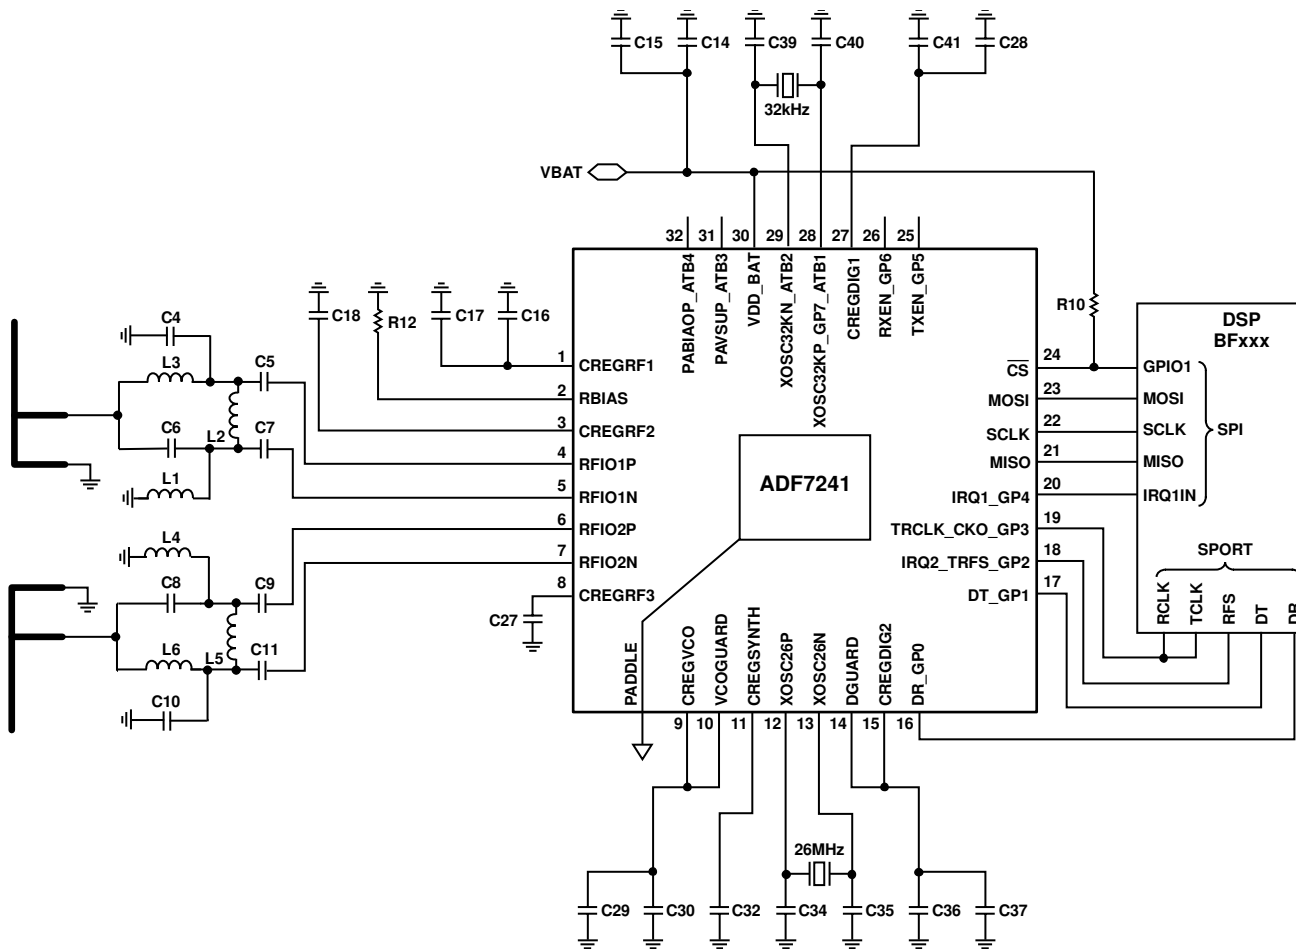 C15
C14
C39
C40
C41
C28
32kHz
VBAT
32
31
30
29
28
27
26
25
PABIAOP_ATB4
PAVSUP_ATB3
VDD_BAT
XOSC32KN_ATB2
XOSC32KP_GP7_ATB1
CREGDIG1
RXEN_GP6
TXEN_GP5
C18
R12
C17
C16
R10
DSP
BFxxx
C4
L3
C5
C6
L2
C7
L1
L4
C8
C9
L6
L5
C11
C10
1
CREGRF1
2
RBIAS
3
CREGRF2
4
RFIO1P
5
RFIO1N
6
RFIO2P
7
RFIO2N
8
CREGRF3
C27
ADF7241
24
CS
GPIO1
23
MOSI
MOSI
22
SCLK
SCLK
SPI
21
MISO
MISO
20
IRQ1_GP4
IRQ1IN
19
TRCLK_CKO_GP3
18
IRQ2_TRFS_GP2
17
DT_GP1
SPORT
RCLK
TCLK
RFS
DT
DR
PADDLE
CREGVCO
VCOGUARD
CREGSYNTH
XOSC26P
XOSC26N
DGUARD
CREGDIG2
DR_GP0
9
10
11
12
13
14
15
16
26MHz
C29
C30
C32
C34
C35
C36
C37